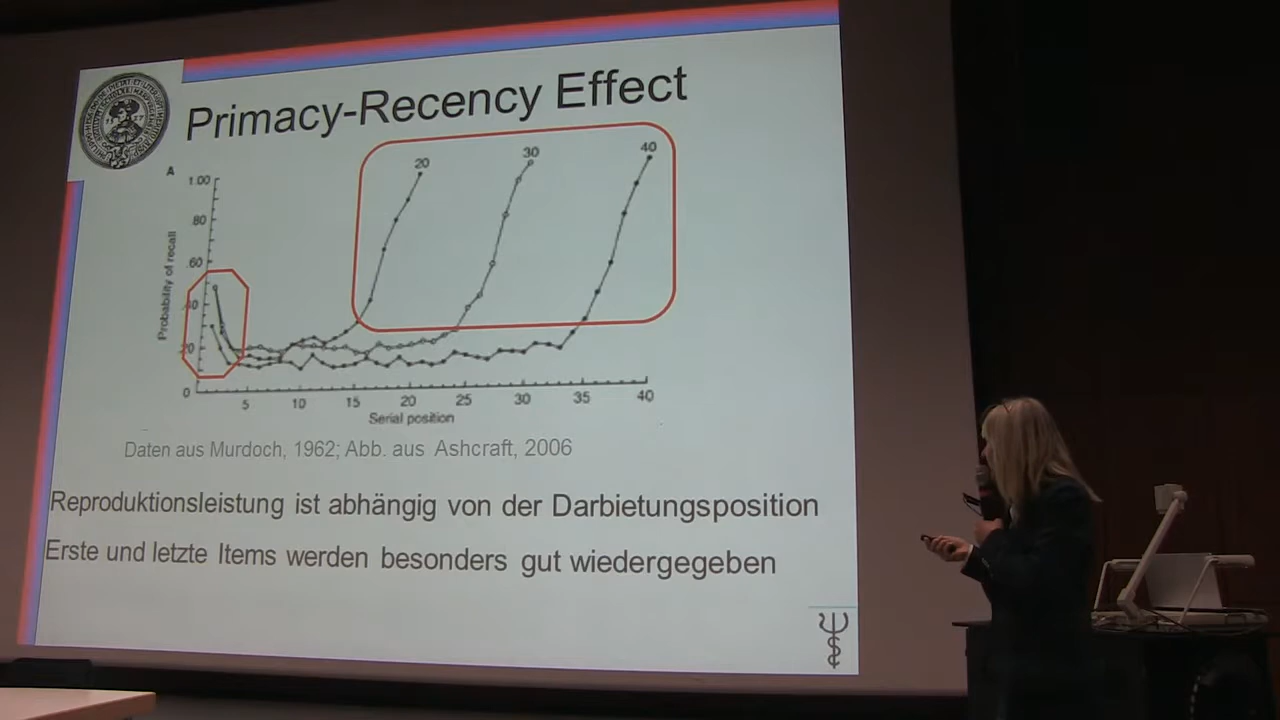 Primacy-Recency Effect
A
20
30
40
1.00
.80
.60
.40
.20
0
Probability of recall
5
10
15
20
25
30
35
40
Serial position
Daten aus Murdoch, 1962; Abb. aus Ashcraft, 2006
Reproduktionsleistung ist abhängig von der Darbietungsposition
Erste und letzte Items werden besonders gut wiedergegeben